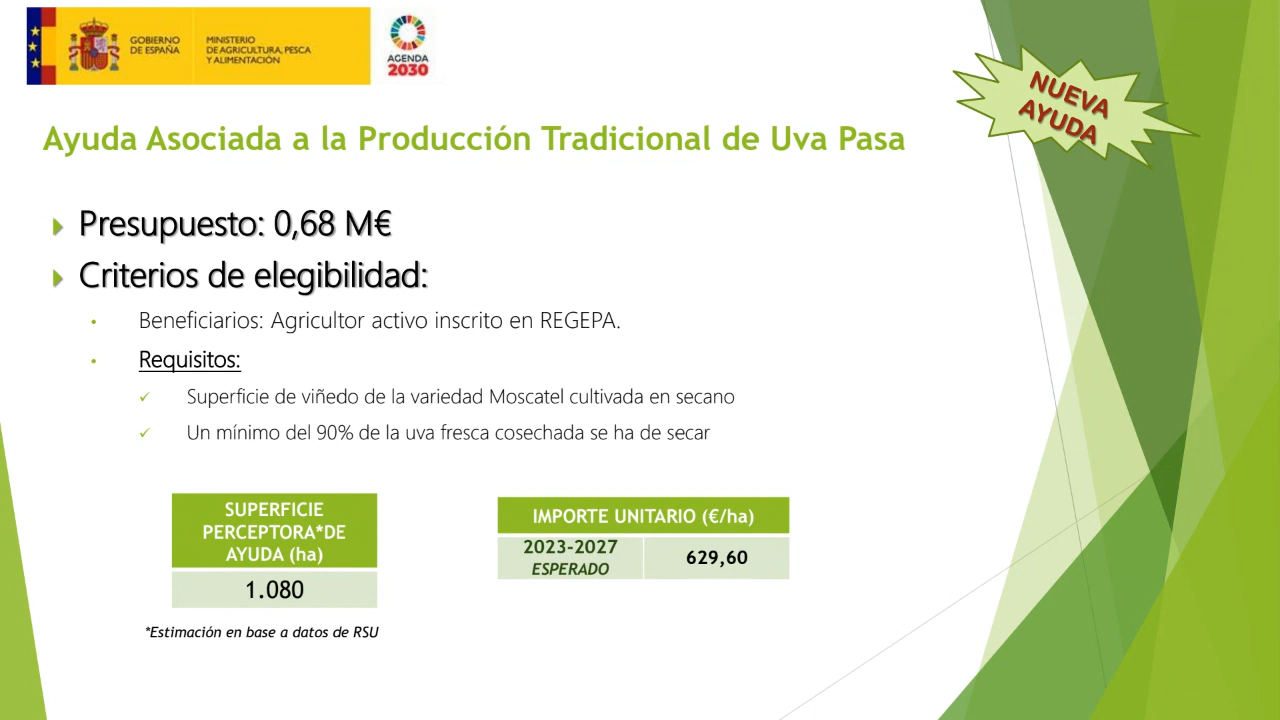 GOBIERNO
DE ESPAÑA
MINISTERIO
DE AGRICULTURA, PESCA
Y ALIMENTACIÓN
AGENDA
2030
NUEVA
AYUDA
Ayuda Asociada a la Producción Tradicional de Uva Pasa
Presupuesto: 0,68 M€
Criterios de elegibilidad:
Beneficiarios: Agricultor activo inscrito en REGEPA.
Requisitos:
Superficie de viñedo de la variedad Moscatel cultivada en secano
Un mínimo del 90% de la uva fresca cosechada se ha de secar
SUPERFICIE
PERCEPTORA*DE
AYUDA (ha)
1.080
*Estimación en base a datos de RSU
IMPORTE UNITARIO (€/ha)
2023-2027
ESPERADO
629,60